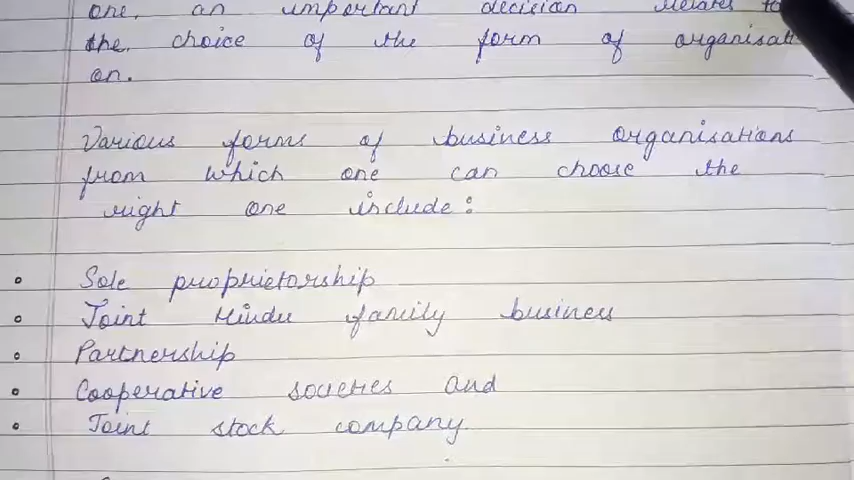 one, an important decision relates to
the choice of the form of organisati
on.
Various forms of business organisations
from which one can choose the
right one include:
• Sole proprietorship
• Joint Hindu family business
• Partnership
• Cooperative societies and
• Joint stock company.